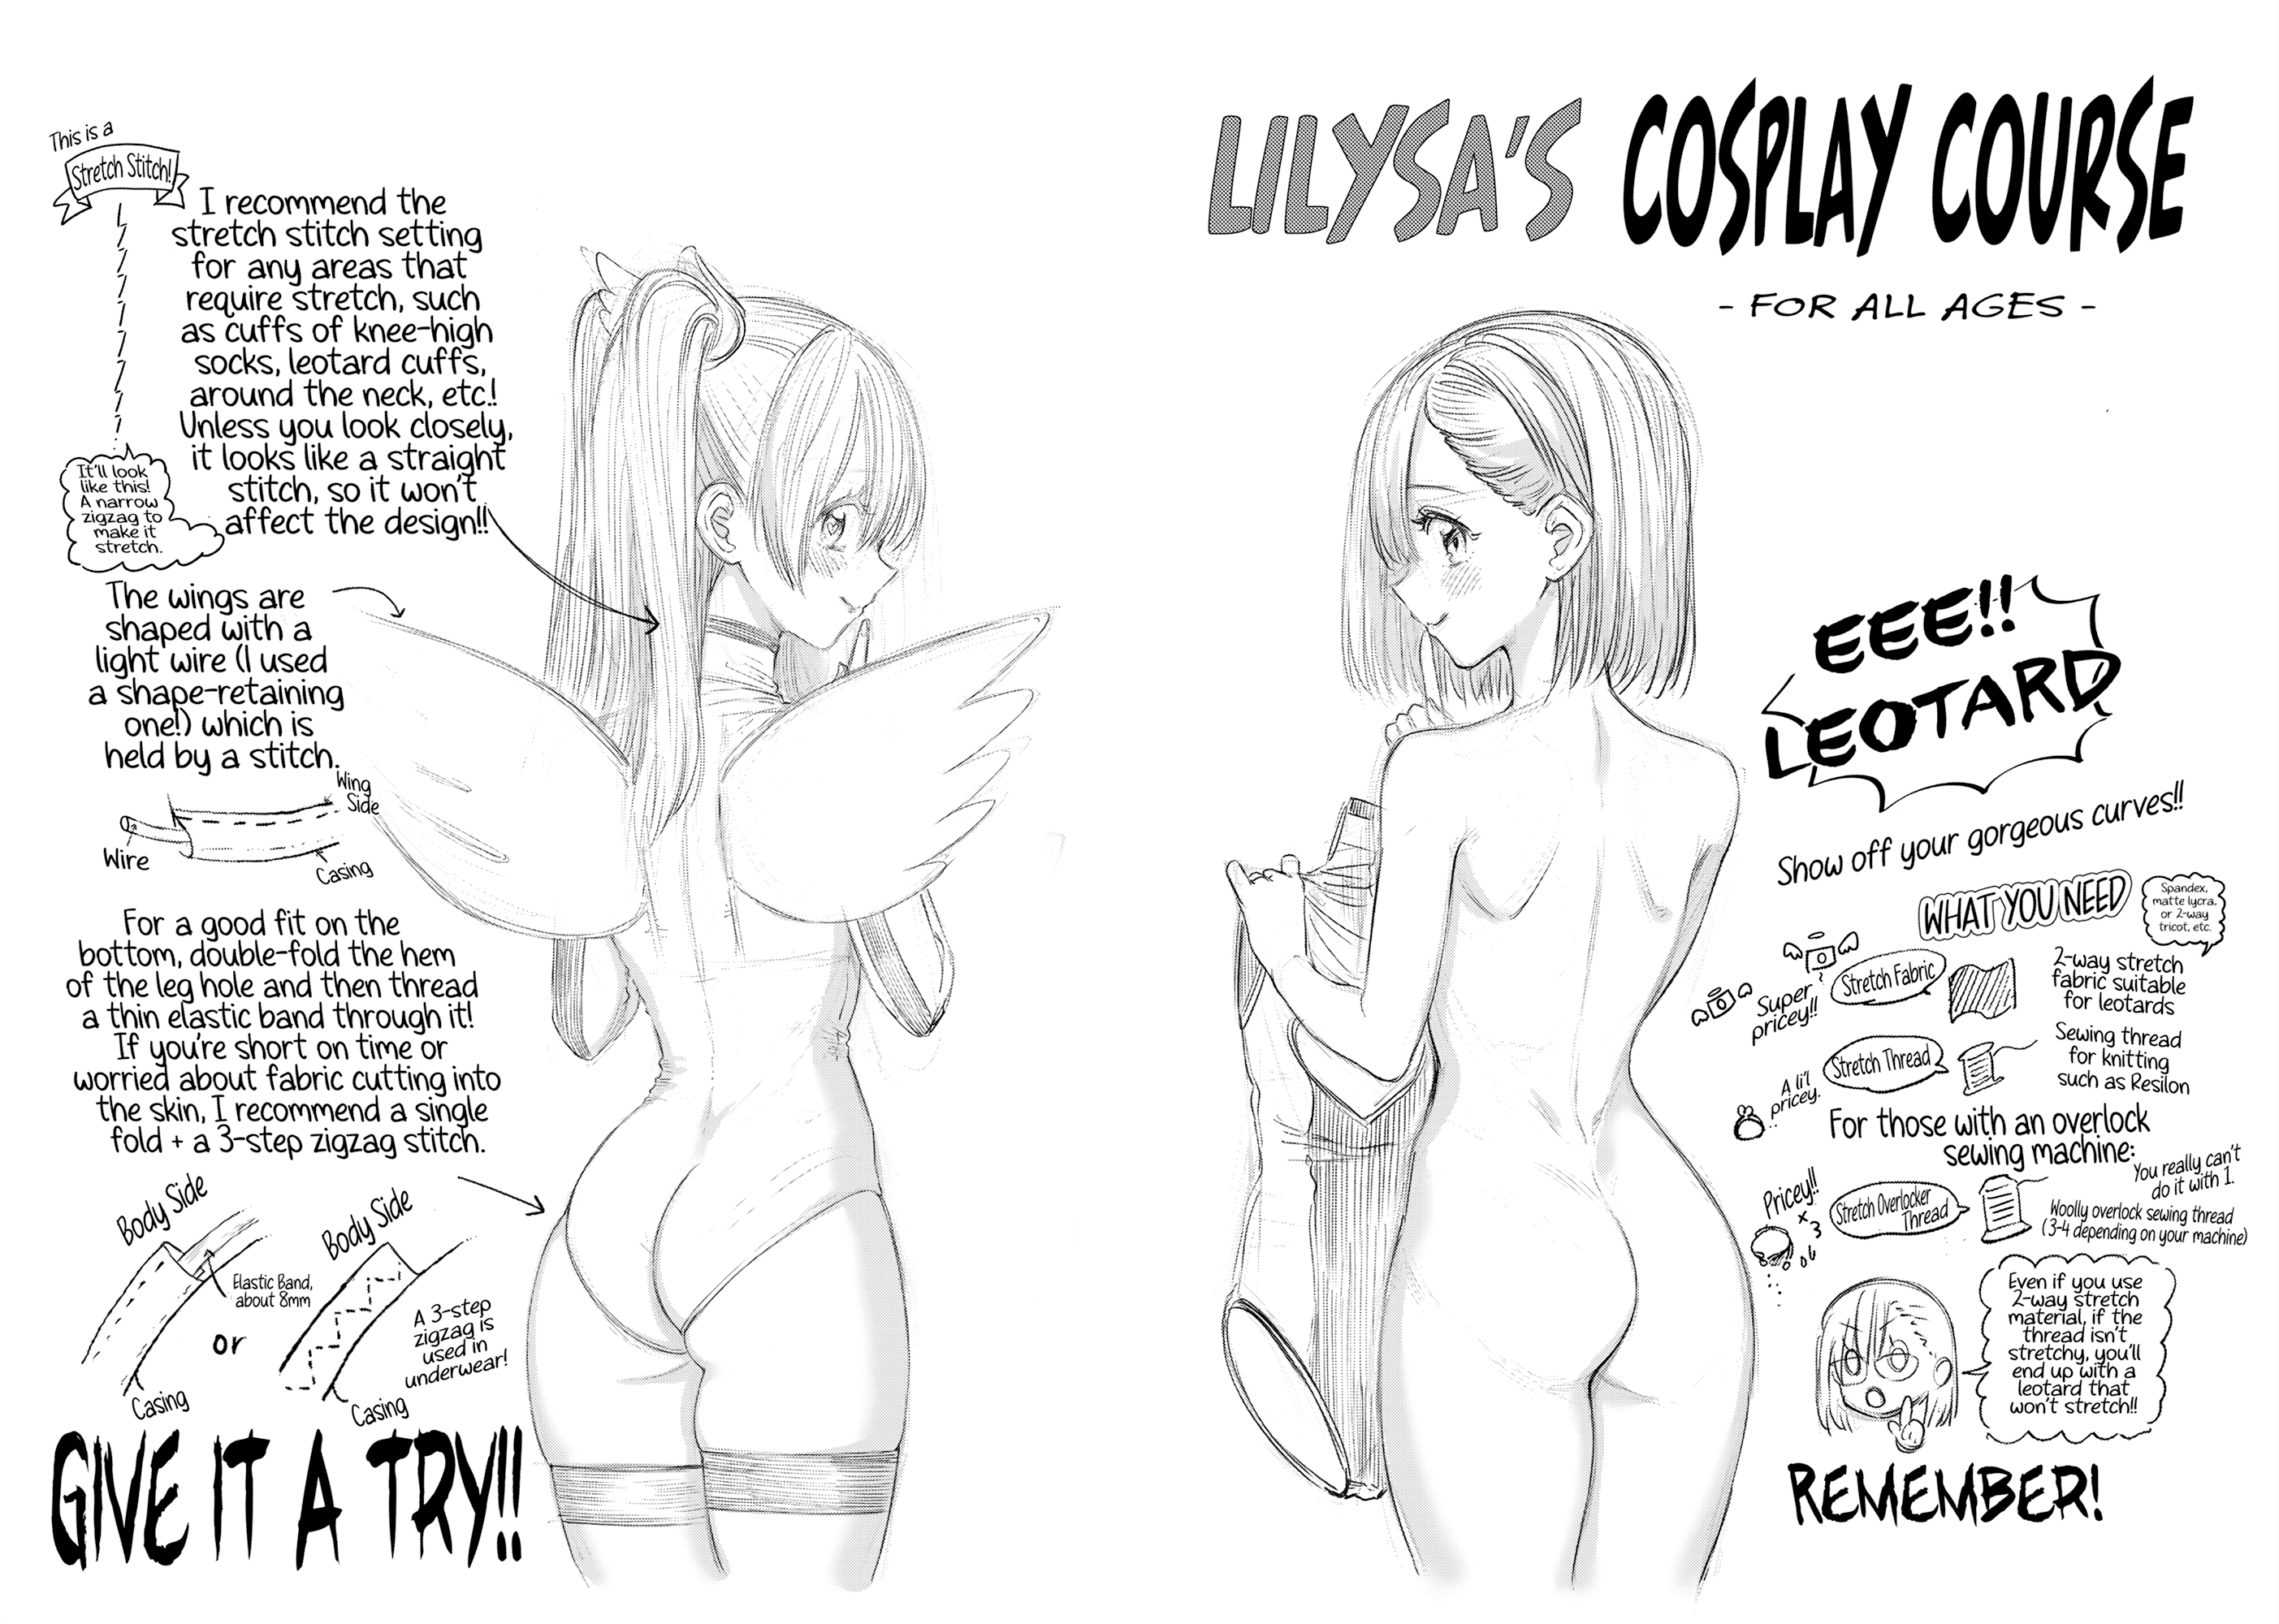 LILYSA'S COSPLAY COURSE
- FOR ALL AGES -
EEE!!
LEOTARD
Show off your gorgeous curves!!
WHAT YOU NEED
Spandex,
matte lycra,
or 2-way
tricot, etc.
Super
pricey!!
Stretch Fabric
2-way stretch
fabric suitable
for leotards
A li'l
pricey.
Stretch Thread
Sewing thread
for knitting
such as Resilon
For those with an overlock
sewing machine:
You really can't
do it with 1.
Pricey!!
x3
Stretch Overlocker
Thread
Woolly overlock sewing thread
(3-4 depending on your machine)
Even if you use
2-way stretch
material, if the
thread isn't
stretchy, you'll
end up with a
leotard that
won't stretch!!
REMEMBER!
This is a
Stretch Stitch!
I recommend the
stretch stitch setting
for any areas that
require stretch, such
as cuffs of knee-high
socks, leotard cuffs,
around the neck, etc.!
Unless you look closely,
it looks like a straight
stitch, so it won't
affect the design!!
It'll look
like this!
A narrow
zigzag to
make it
stretch.
The wings are
shaped with a
light wire (I used
a shape-retaining
one!) which is
held by a stitch.
Wing
Side
Wire
Casing
For a good fit on the
bottom, double-fold the hem
of the leg hole and then thread
a thin elastic band through it!
If you're short on time or
worried about fabric cutting into
the skin, I recommend a single
fold + a 3-step zigzag stitch.
Body Side
Elastic Band,
about 8mm
Casing
or
Body Side
A 3-step
zigzag is
used in
underwear!
Casing
GIVE IT A TRY!!